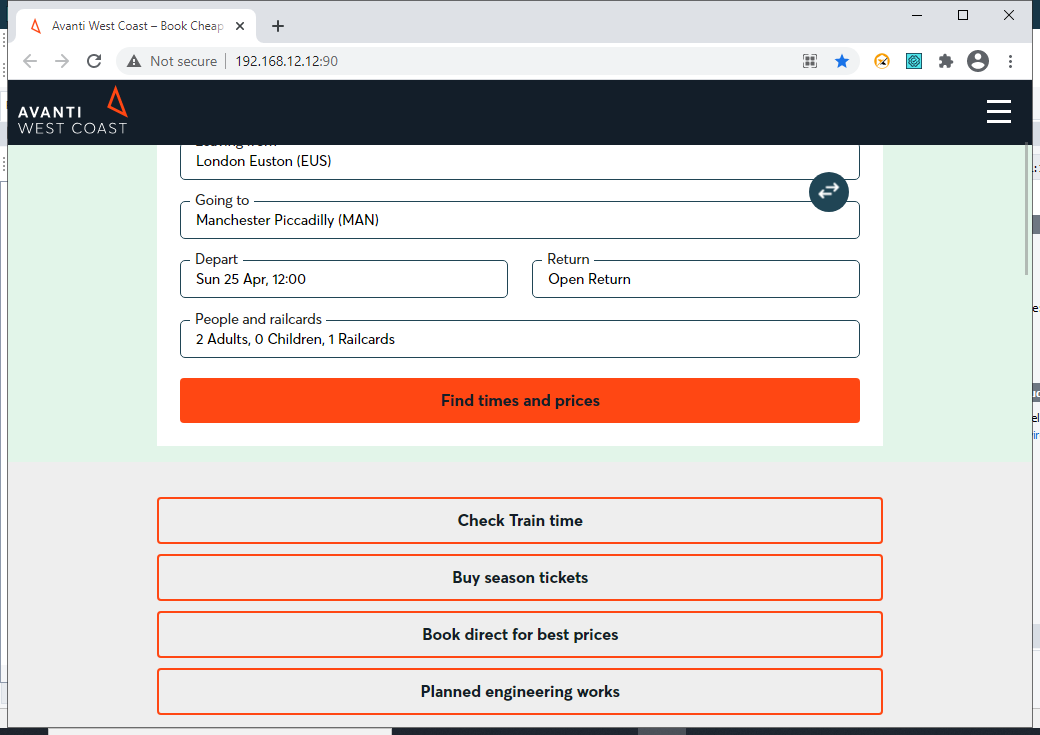 Avanti West Coast – Book Cheap
Not secure
192.168.12.12:90
AVANTI
WEST COAST
London Euston (EUS)
Going to
Manchester Piccadilly (MAN)
Depart
Return
Sun 25 Apr, 12:00
Open Return
People and railcards
2 Adults, 0 Children, 1 Railcards
Find times and prices
Check Train time
Buy season tickets
Book direct for best prices
Planned engineering works